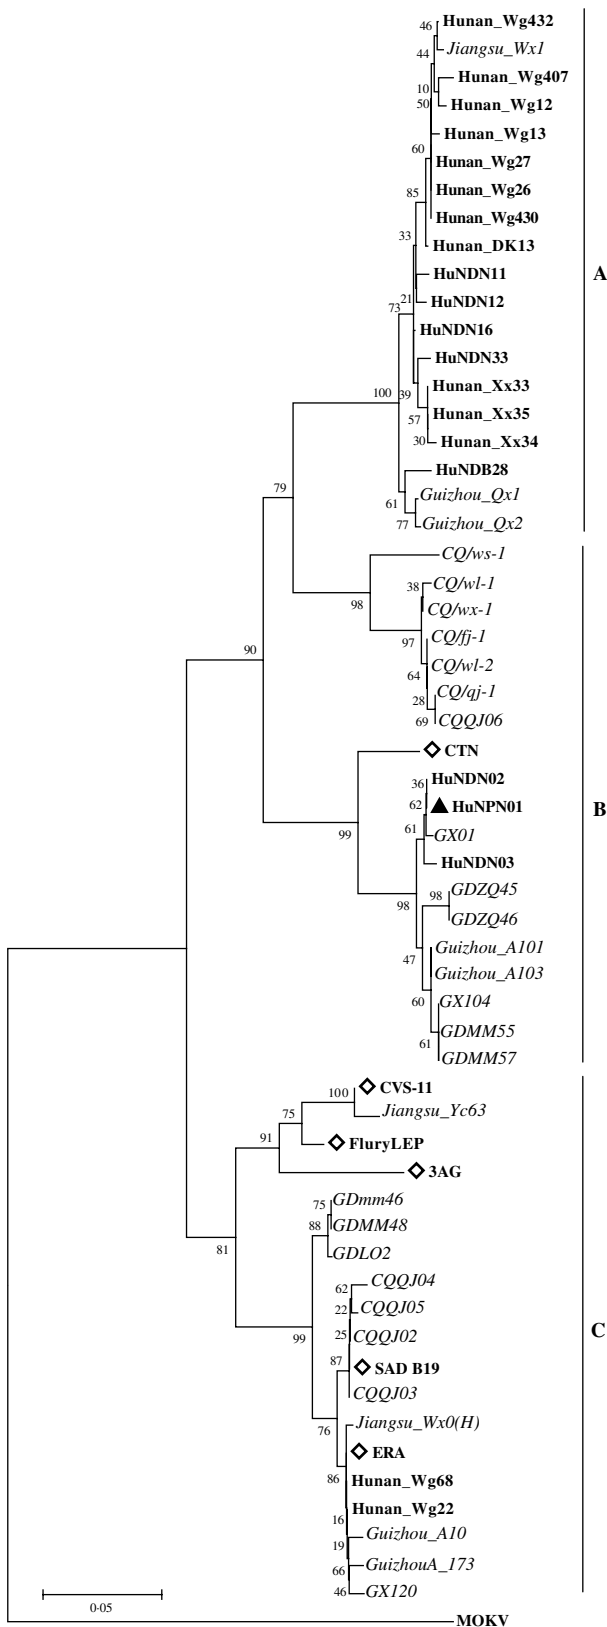 46 Hunan_Wg432
44 Jiangsu_Wx1
Hunan_Wg407
10
50 Hunan_Wg12
Hunan_Wg13
60
Hunan_Wg27
85 Hunan_Wg26
Hunan_Wg430
33 Hunan_DK13
HuNDN11
A
21 HuNDN12
73
HuNDN16
HuNDN33
100 39 Hunan_Xx33
57 Hunan_Xx35
30 Hunan_Xx34
HuNDB28
79
61 Guizhou_Qx1
77 Guizhou_Qx2
CQ/ws-1
38 CQ/wl-1
98 CQ/wx-1
97 CQ/fj-1
90
64 CQ/wl-2
28 CQ/qj-1
69 CQQJ06
CTN
36 HuNDN02
62 HuNPN01
B
61 GX01
99
HuNDN03
98 GDZQ45
98
GDZQ46
47 Guizhou_A101
Guizhou_A103
60 GX104
61 GDMM55
GDMM57
100 CVS-11
75 Jiangsu_Yc63
91 FluryLEP
3AG
75 GDmm46
88 GDMM48
81 GDLO2
62 CQQJ04
22 CQQJ05
99 25 CQQJ02
C
87 SAD B19
CQQJ03
76 Jiangsu_Wx0(H)
ERA
86 Hunan_Wg68
Hunan_Wg22
16
19 Guizhou_A10
66 GuizhouA_173
46 GX120
0·05
MOKV